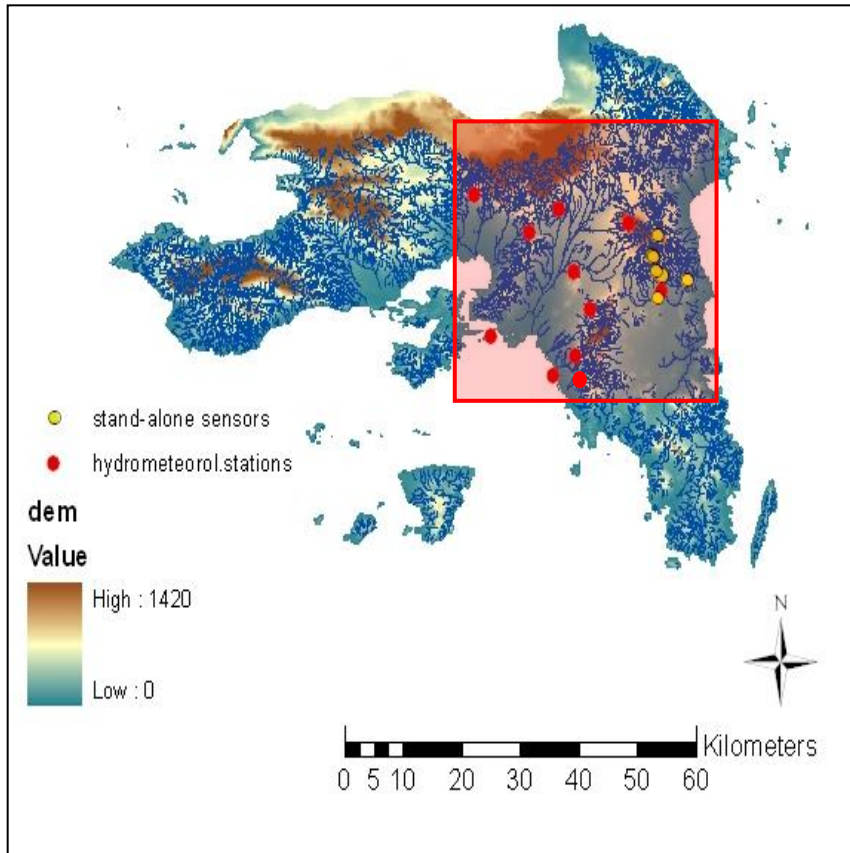 stand-alone sensors
hydrometeorol.stations
dem
Value
High : 1420
Low : 0
N
Kilometers
0 5 10 20 30 40 50 60